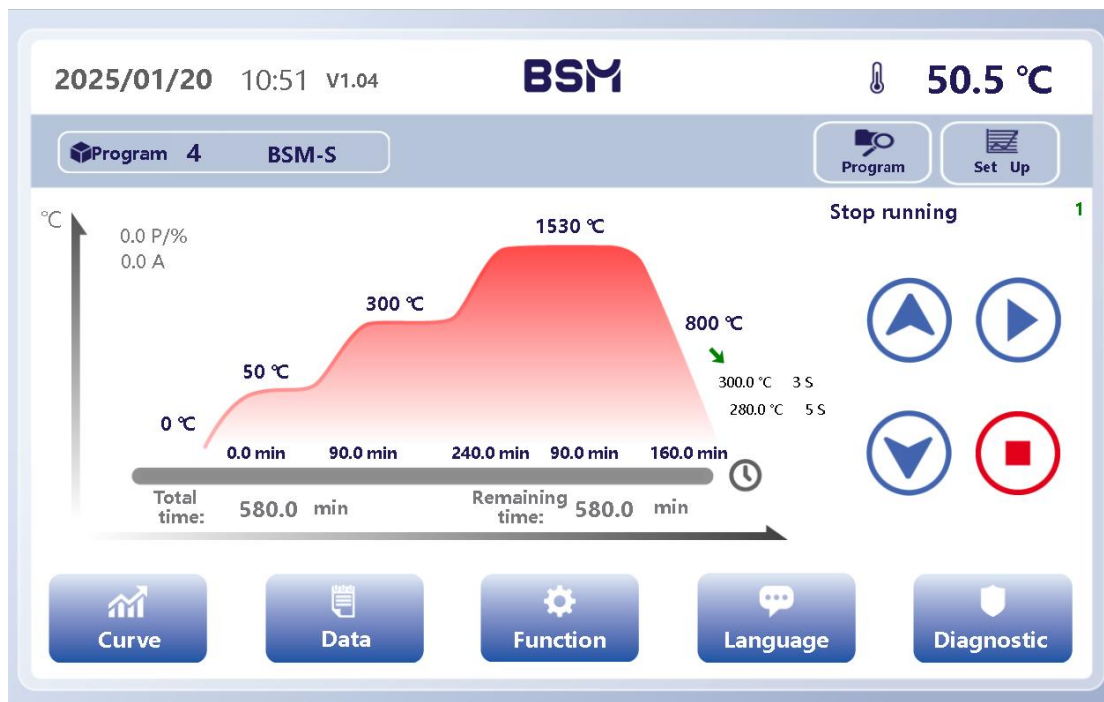 2025/01/20 10:51 V1.04 BSM 50.5 ℃
Program 4 BSM-S
Program
Set Up
Stop running 1
℃
0.0 P/%
0.0 A
1530 ℃
300 ℃
800 ℃
50 ℃
300.0 ℃ 3 S
280.0 ℃ 5 S
0 ℃
0.0 min 90.0 min 240.0 min 90.0 min 160.0 min
Total
time: 580.0 min
Remaining
time: 580.0 min
Curve
Data
Function
Language
Diagnostic